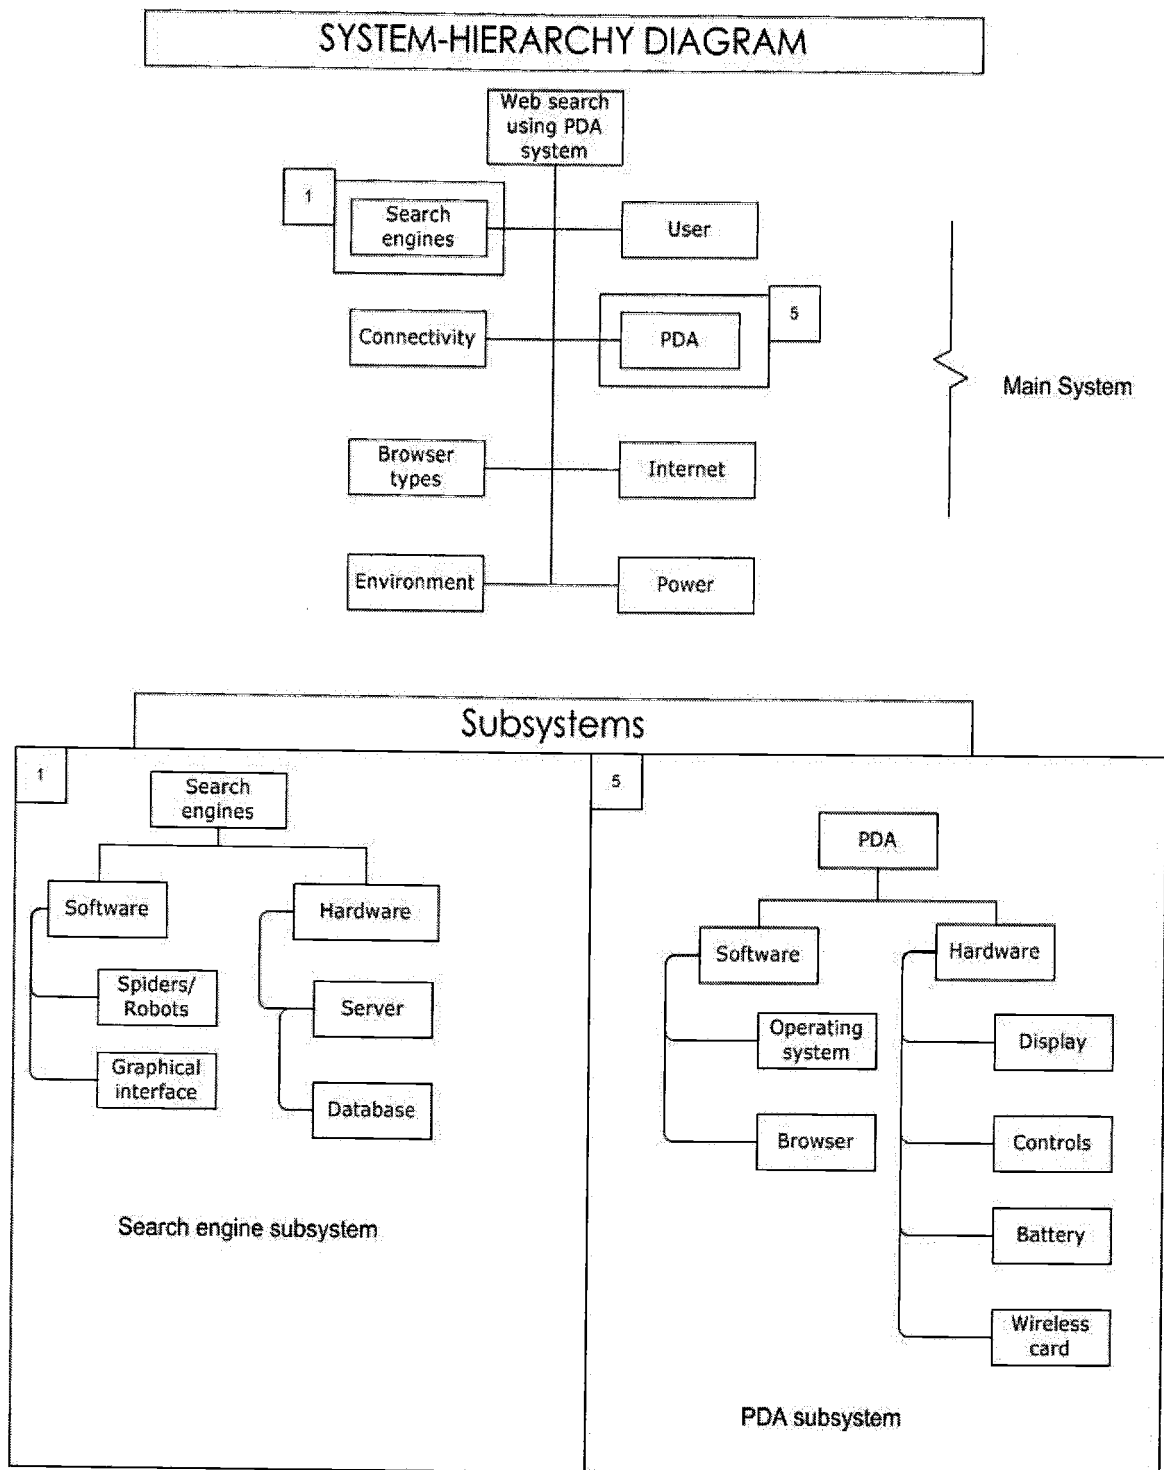 SYSTEM-HIERARCHY DIAGRAM
Web search
using PDA
system
1
Search
engines
User
Connectivity
PDA
5
Main System
Browser
types
Internet
Environment
Power
Subsystems
1
Search
engines
Software
Hardware
Spiders/
Robots
Server
Graphical
interface
Database
Search engine subsystem
5
PDA
Software
Hardware
Operating
system
Display
Browser
Controls
Battery
Wireless
card
PDA subsystem